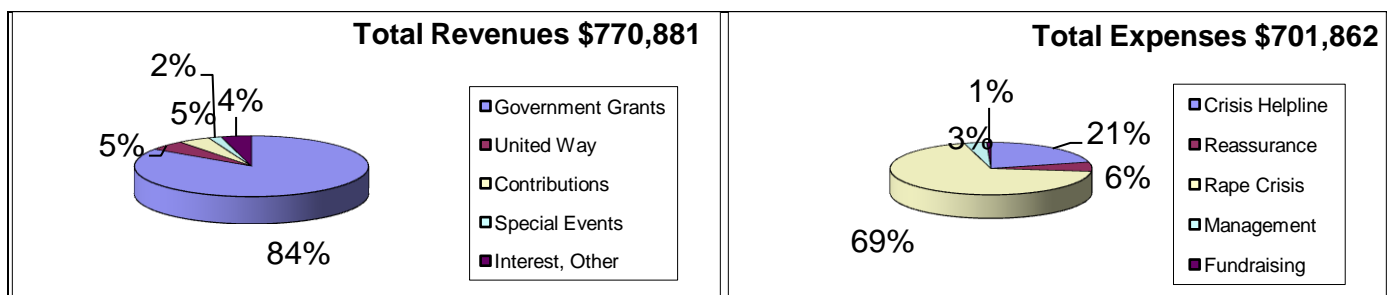 Total Revenues $770,881
2%
5%
4%
5%
84%
Government Grants
United Way
Contributions
Special Events
Interest, Other
Total Expenses $701,862
1%
3%
21%
6%
69%
Crisis Helpline
Reassurance
Rape Crisis
Management
Fundraising